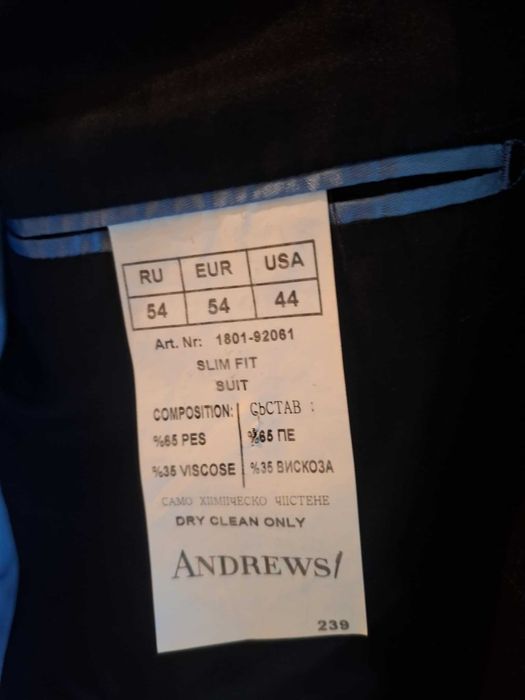 RU EUR USA
54 54 44
Art. Nr: 1801-92061
SLIM FIT
SUIT
COMPOSITION: СЬСТАВ :
%65 PES %65 ПЕ
%35 VISCOSE %35 ВИСКОЗА
САМО ХИМИЧЕСКО ЧИСТЕНЕ
DRY CLEAN ONLY
ANDREWS/
239